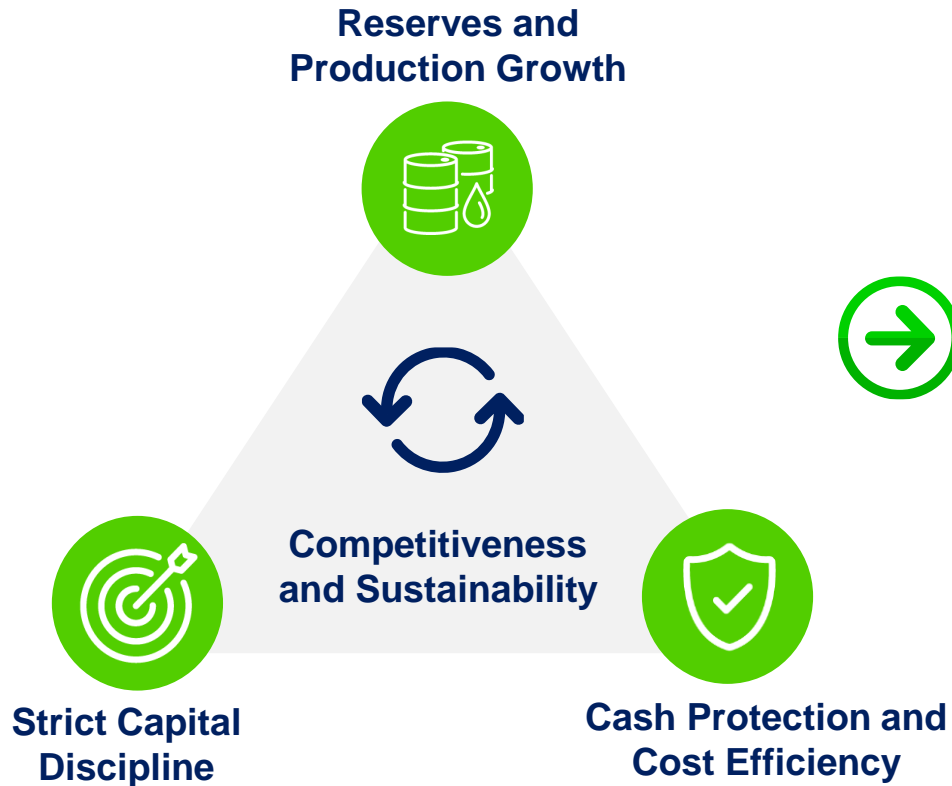 Reserves and
Production Growth
Competitiveness
and Sustainability
Strict Capital
Discipline
Cash Protection and
Cost Efficiency